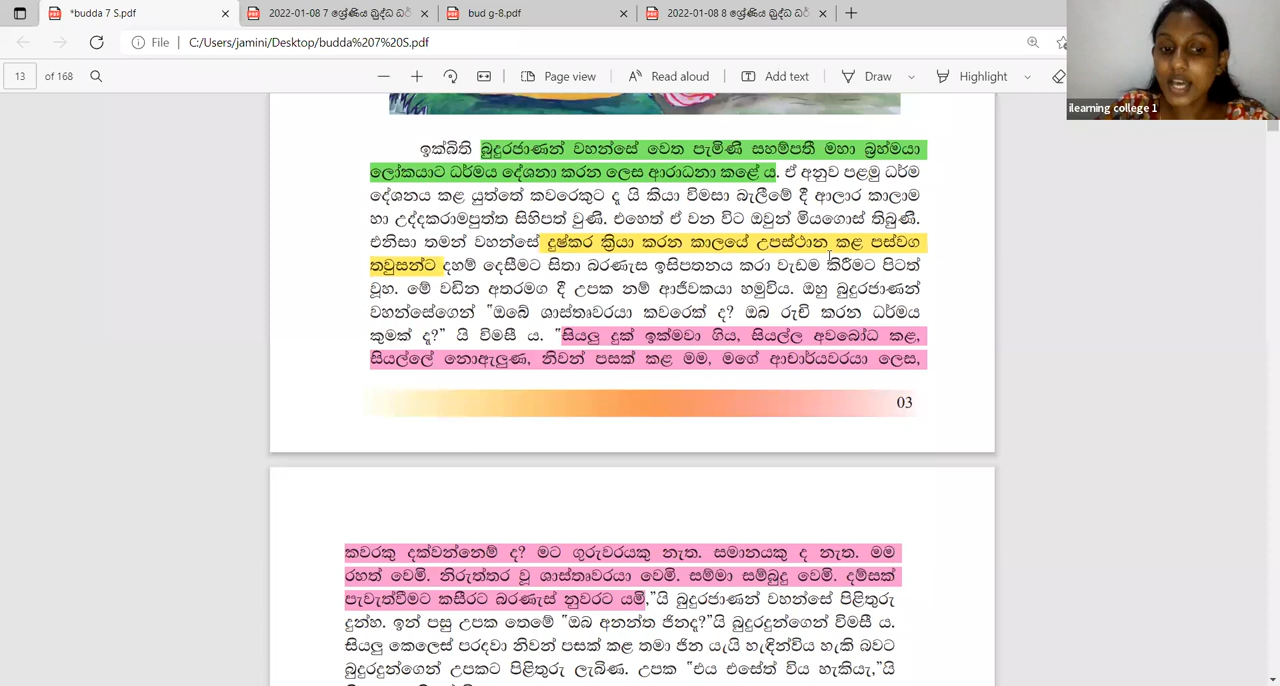 *budda 7 S.pdf
2022-01-08 7 ශ්‍රේණිය බුද්ධ ධර්
bud g-8.pdf
2022-01-08 8 ශ්‍රේණිය බුද්ධ ධර්
File C:/Users/jamini/Desktop/budda%207%20S.pdf
13 of 168 Page view Read aloud Add text Draw Highlight
ilearning college 1
ඉක්බිති බුදුරජාණන් වහන්සේ වෙත පැමිණි සහම්පතී මහා බ්‍රහ්මයා
ලෝකයාට ධර්මය දේශනා කරන ලෙස ආරාධනා කළේ ය. ඒ අනුව පළමු ධර්ම
දේශනය කළ යුත්තේ කවරෙකුට දැ යි කියා විමසා බැලීමේ දී ආලාර කාලාම
හා උද්දකරාමපුත්ත සිහිපත් වුණි. එහෙත් ඒ වන විට ඔවුන් මියගොස් තිබුණි.
එනිසා තමන් වහන්සේ දුෂ්කර ක්‍රියා කරන කාලයේ උපස්ථාන කළ පස්වග
තවුසන්ට දහම් දෙසීමට සිතා බරණැස ඉසිපතනය කරා වැඩම කිරීමට පිටත්
වූහ. මේ වඩින අතරමග දී උපක නම් ආජීවකයා හමුවිය. ඔහු බුදුරජාණන්
වහන්සේගෙන් “ඔබේ ශාස්තෘවරයා කවරෙක් ද? ඔබ රුචි කරන ධර්මය
කුමක් ද?” යි විමසී ය. “සියලු දුක් ඉක්මවා ගිය, සියල්ල අවබෝධ කළ,
සියල්ලේ නොඇලුණ, නිවන් පසක් කළ මම, මගේ ආචාර්යවරයා ලෙස,
03
කවරකු දක්වන්නෙම් ද? මට ගුරුවරයකු නැත. සමානයකු ද නැත. මම
රහත් වෙමි. නිරුත්තර වූ ශාස්තෘවරයා වෙමි. සම්මා සම්බුදු වෙමි. දම්සක්
පැවැත්වීමට කසීරට බරණැස් නුවරට යමි,”යි බුදුරජාණන් වහන්සේ පිළිතුරු
දුන්හ. ඉන් පසු උපක තෙමේ “ඔබ අනන්ත ජිනද?”යි බුදුරදුන්ගෙන් විමසී ය.
සියලු කෙලෙස් පරදවා නිවන් පසක් කළ තමා ජින යැයි හැඳින්විය හැකි බවට
බුදුරදුන්ගෙන් උපකට පිළිතුරු ලැබිණ. උපක “එය එසේත් විය හැකියැ,”යි